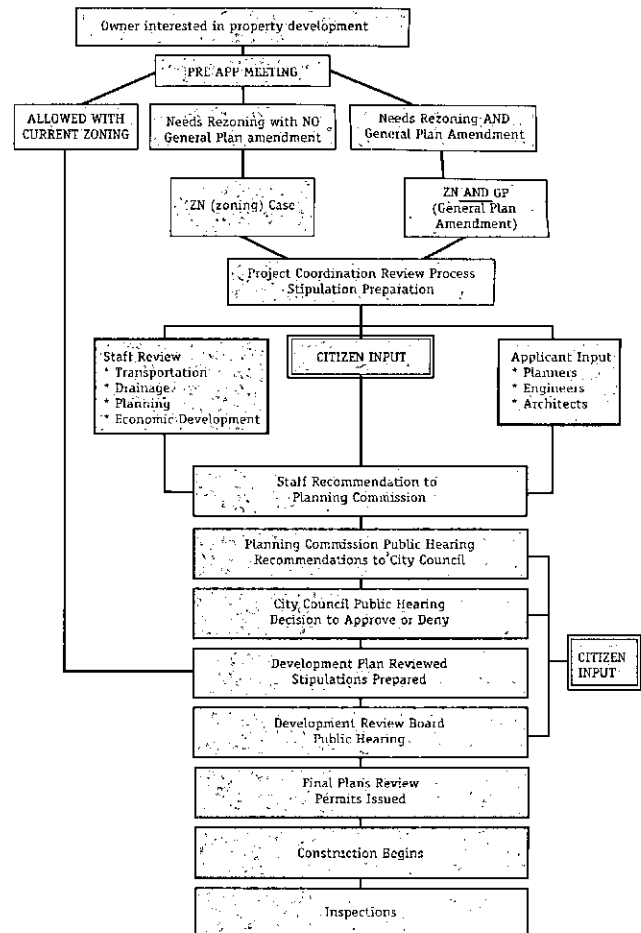 Owner interested in property development
PRE APP MEETING
ALLOWED WITH
CURRENT ZONING
Needs Rezoning with NO
General Plan amendment
Needs Rezoning AND
General Plan Amendment
ZN (zoning) Case
ZN AND GP
(General Plan
Amendment)
Project Coordination Review Process
Stipulation Preparation
Staff Review
* Transportation
* Drainage
* Planning
* Economic Development
CITIZEN INPUT
Applicant Input
* Planners
* Engineers
* Architects
Staff Recommendation to
Planning Commission
Planning Commission Public Hearing
Recommendations to City Council
City Council Public Hearing
Decision to Approve or Deny
CITIZEN
INPUT
Development Plan Reviewed
Stipulations Prepared
Development Review Board
Public Hearing
Final Plans Review
Permits Issued
Construction Begins
Inspections